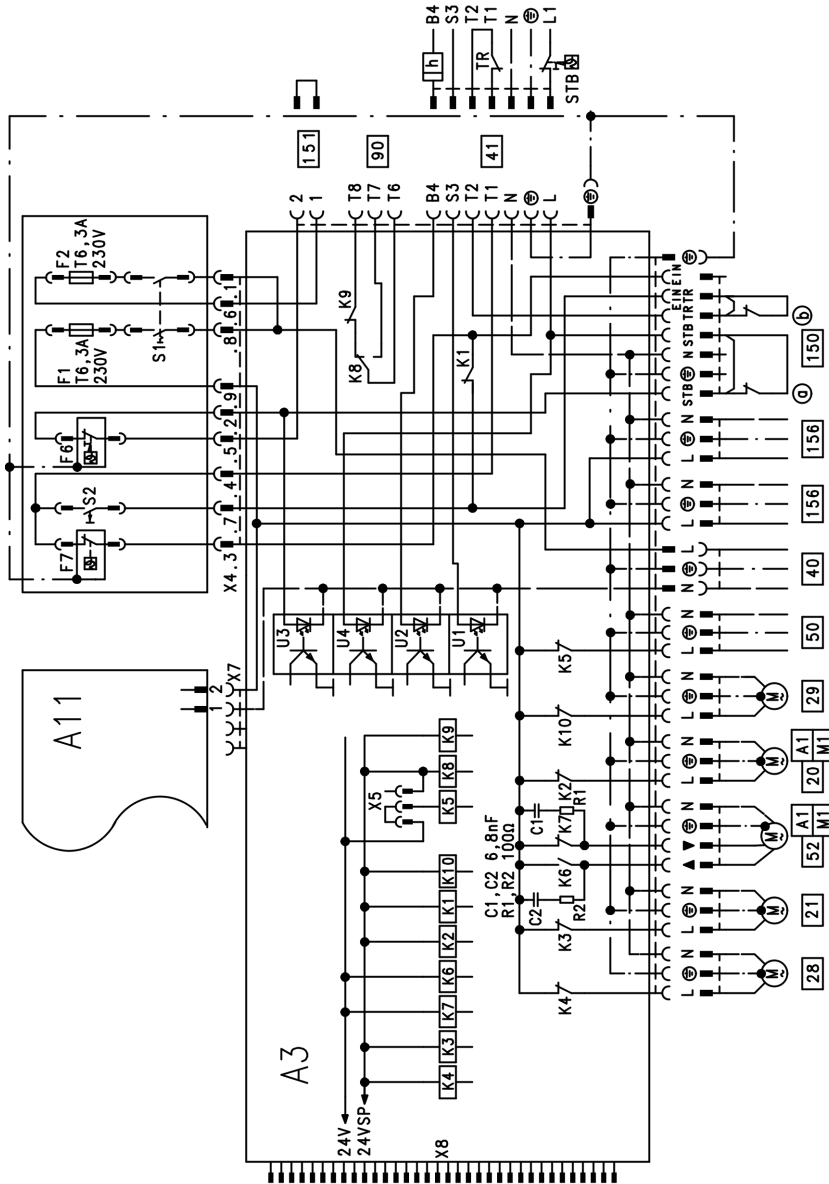 A11
X7
1 2
F7
S2
F6
F1
T6,3A
230V
F2
T6,3A
230V
S1
X4.3 .7 .4 .5 .2 .9 .8 .6 .1
151
90
41
2
1
T8
T7
T6
B4
S3
T2
T1
N
L
B4
S3
T2
T1
N
L1
h
TR
STB
A3
24V
24VSP
X8
K4 K3 K7 K6 K2 K1 K10 K5 K8 K9
X5
U3
U4
U2
U1
K9
K8
K1
C1,C2 6,8nF
R1,R2 100Ω
K4
K3
C2
R2
K6
K7
C1
R1
K2
K10
K5
L N
L N
▲ ▼ N
L N
L N
L N
N L
L N
L N
STB N STB TR TR EIN EIN
M~ M~ M~ M~ M~
28
21
52 A1 M1
20 A1 M1
29
50
40
156
156
150
a
b